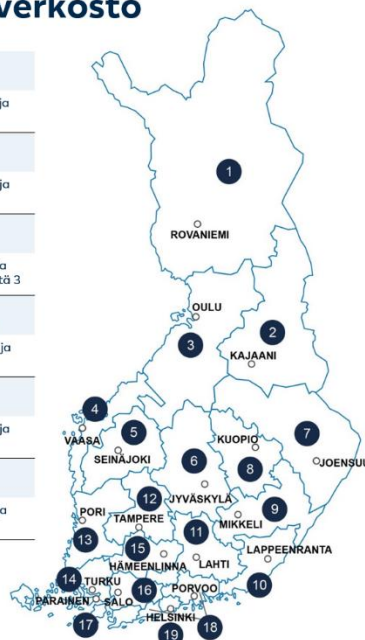 verkosto
ja
ja
a
tä 3
ja
ja
a
1
ROVANIEMI
OULU
2
3
KAJAANI
4
VAASA
5
SEINÄJOKI
KUOPIO
7
6
8
JOENSUU
JYVÄSKYLÄ
12
9
PORI
TAMPERE
MIKKELI
13
11
15
LAPPEENRANTA
HÄMEENLINNA
LAHTI
14
TURKU
16
PORVOO
10
PARAINEN
SALO
HELSINKI
17
18
19